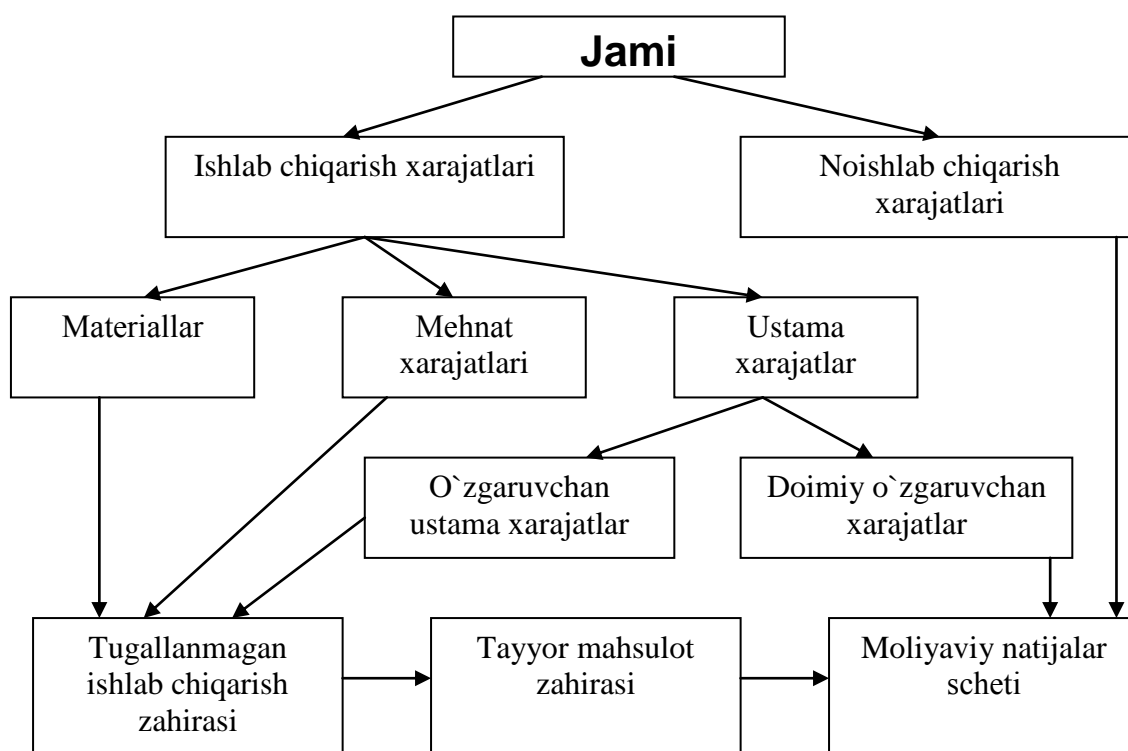 Jami
Ishlab chiqarish xarajatlari
Noishlab chiqarish
xarajatlari
Materiallar
Mehnat
xarajatlari
Ustama
xarajatlar
O`zgaruvchan
ustama xarajatlar
Doimiy o`zgaruvchan
xarajatlar
Tugallanmagan
ishlab chiqarish
zahirasi
Tayyor mahsulot
zahirasi
Moliyaviy natijalar
scheti